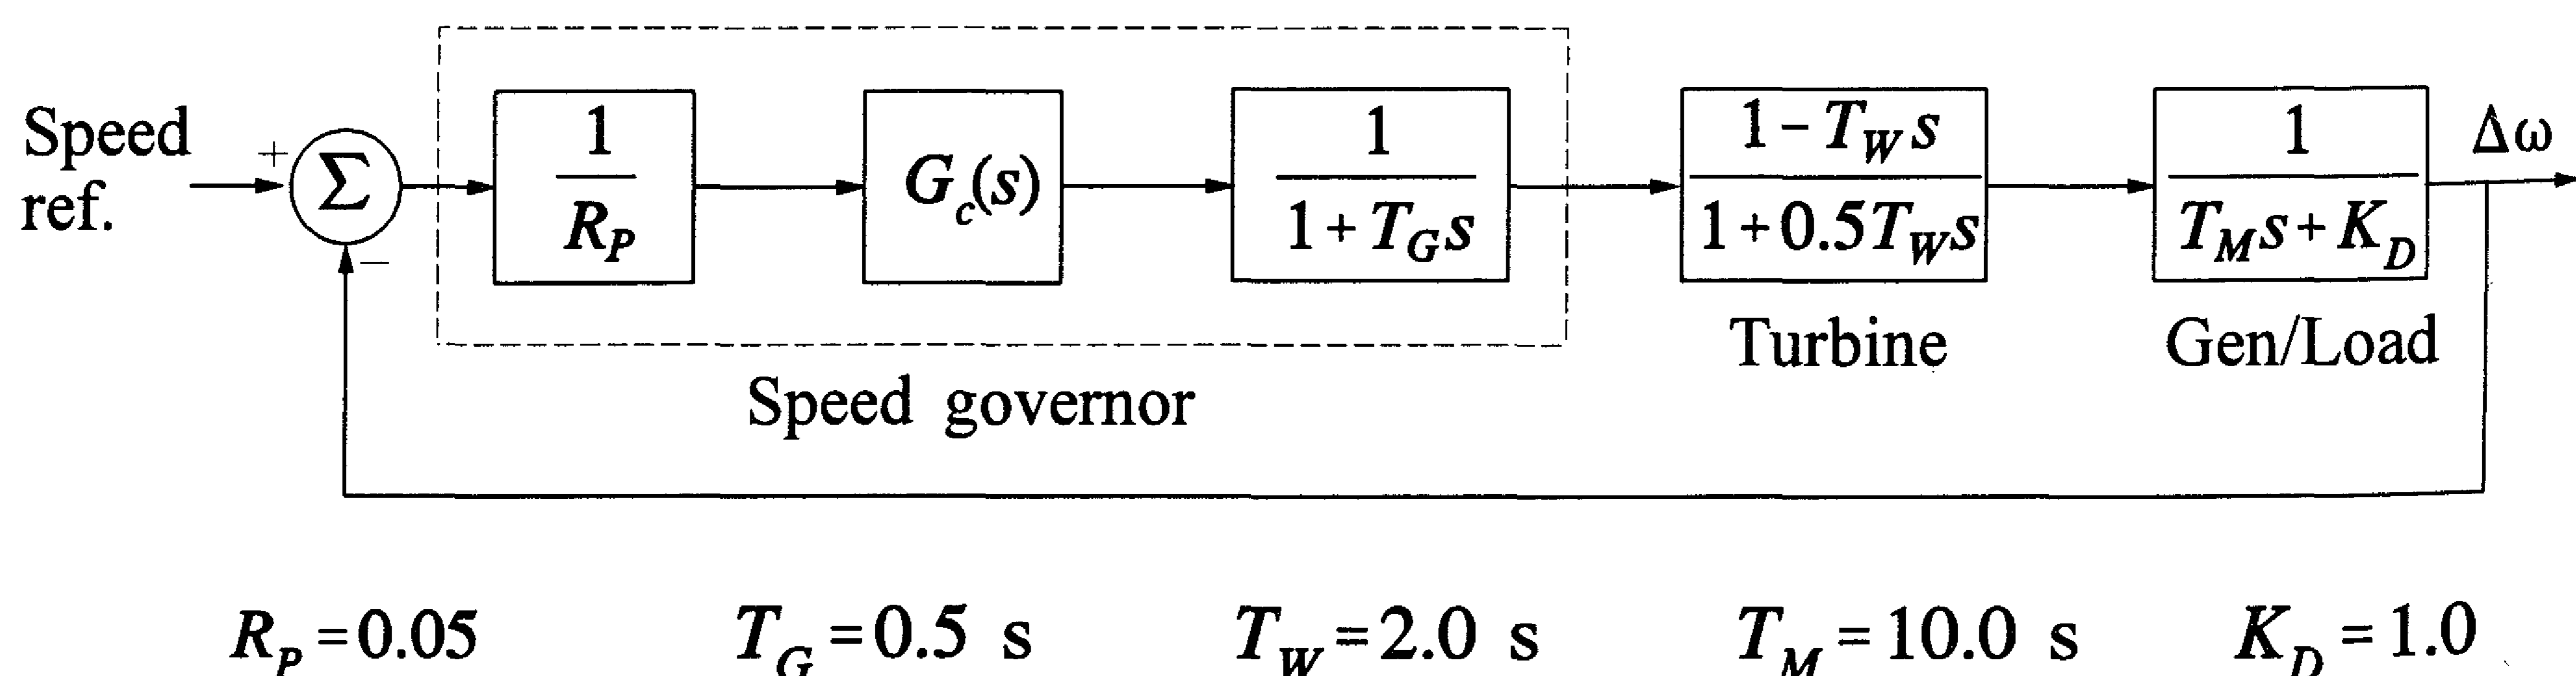 Speed
ref.
+
−
Σ
1
R_P
G_c(s)
1
1 + T_G s
1 − T_W s
1 + 0.5T_W s
1
T_M s + K_D
Δω
Speed governor
Turbine
Gen/Load
R_P = 0.05 T_G = 0.5 s T_W = 2.0 s T_M = 10.0 s K_D = 1.0